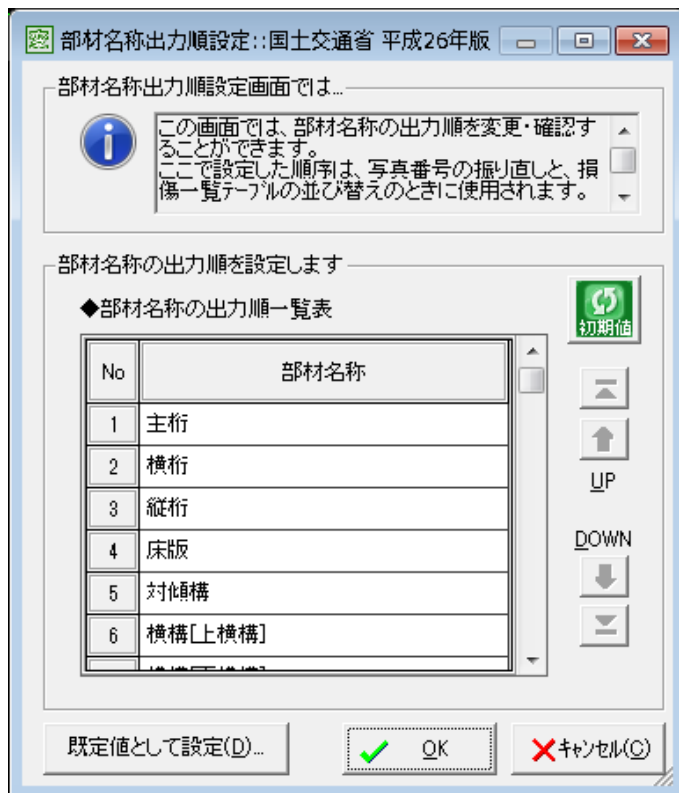 部材名称出力順設定::国土交通省 平成26年版
部材名称出力順設定画面では...
この画面では、部材名称の出力順を変更・確認す
ることができます。
ここで設定した順序は、写真番号の振り直しと、損
傷一覧テーブルの並び替えのときに使用されます。
部材名称の出力順を設定します
◆部材名称の出力順一覧表
初期値
No 部材名称
1 主桁
2 横桁
3 縦桁
4 床版
5 対傾構
6 横構[上横構]
UP
DOWN
既定値として設定(D)...
OK
キャンセル(C)